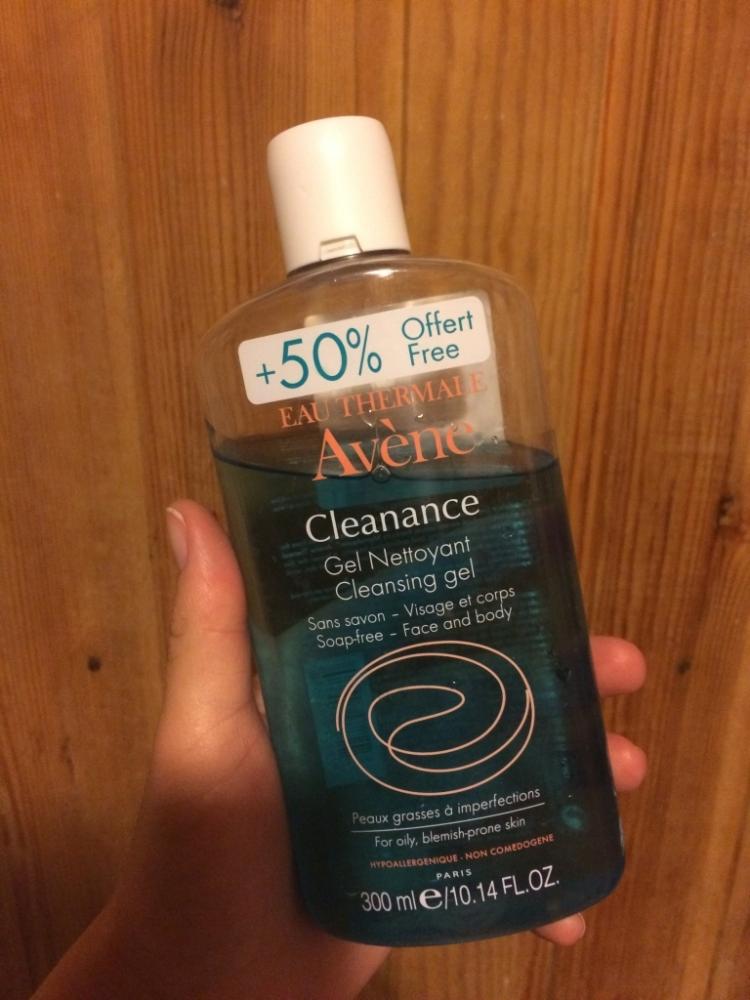 +50% Offert
Free
EAU THERMALE
Avène
Cleanance
Gel Nettoyant
Cleansing gel
Sans savon – Visage et corps
Soap-free – Face and body
Peaux grasses à imperfections
For oily, blemish-prone skin
HYPOALLERGENIQUE - NON COMEDOGENE
PARIS
300 ml e/10.14 FL.OZ.